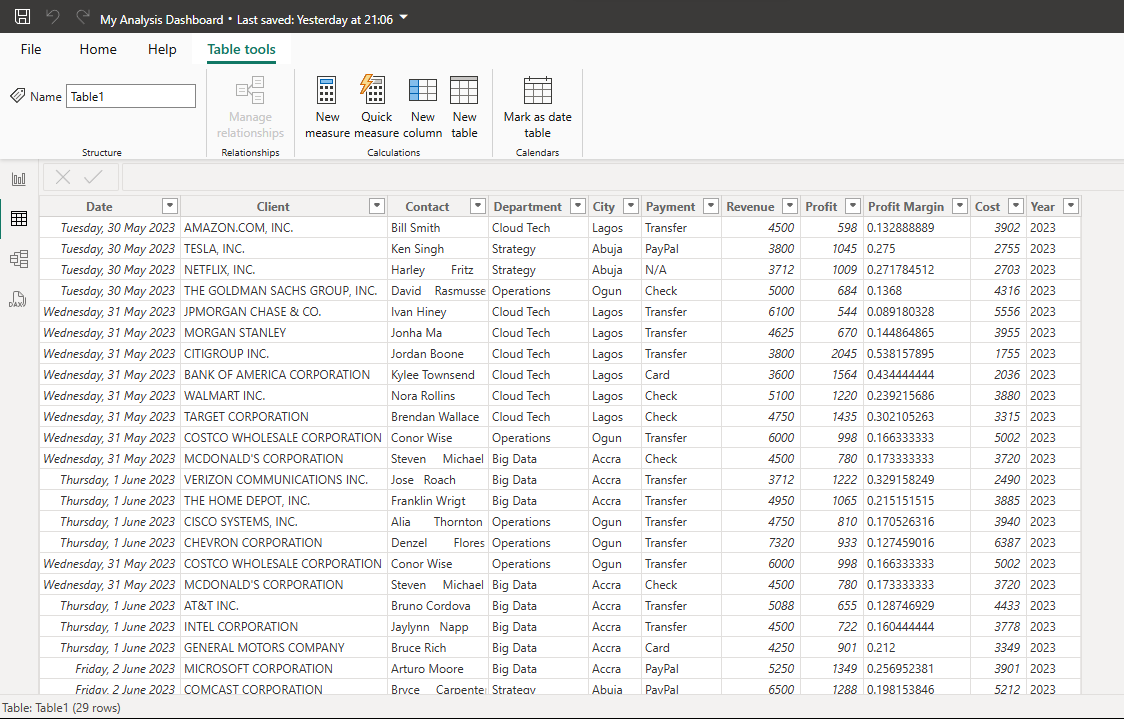 My Analysis Dashboard • Last saved: Yesterday at 21:06
File Home Help Table tools
Name Table1
Manage relationships
New measure
Quick measure
New column
New table
Mark as date table
Structure Relationships Calculations Calendars
DAX
Date Client Contact Department City Payment Revenue Profit Profit Margin Cost Year
Tuesday, 30 May 2023 AMAZON.COM, INC. Bill Smith Cloud Tech Lagos Transfer 4500 598 0.132888889 3902 2023
Tuesday, 30 May 2023 TESLA, INC. Ken Singh Strategy Abuja PayPal 3800 1045 0.275 2755 2023
Tuesday, 30 May 2023 NETFLIX, INC. Harley Fritz Strategy Abuja N/A 3712 1009 0.271784512 2703 2023
Tuesday, 30 May 2023 THE GOLDMAN SACHS GROUP, INC. David Rasmusse Operations Ogun Check 5000 684 0.1368 4316 2023
Wednesday, 31 May 2023 JPMORGAN CHASE & CO. Ivan Hiney Cloud Tech Lagos Transfer 6100 544 0.089180328 5556 2023
Wednesday, 31 May 2023 MORGAN STANLEY Jonha Ma Cloud Tech Lagos Transfer 4625 670 0.144864865 3955 2023
Wednesday, 31 May 2023 CITIGROUP INC. Jordan Boone Cloud Tech Lagos Transfer 3800 2045 0.538157895 1755 2023
Wednesday, 31 May 2023 BANK OF AMERICA CORPORATION Kylee Townsend Cloud Tech Lagos Card 3600 1564 0.434444444 2036 2023
Wednesday, 31 May 2023 WALMART INC. Nora Rollins Cloud Tech Lagos Check 5100 1220 0.239215686 3880 2023
Wednesday, 31 May 2023 TARGET CORPORATION Brendan Wallace Cloud Tech Lagos Check 4750 1435 0.302105263 3315 2023
Wednesday, 31 May 2023 COSTCO WHOLESALE CORPORATION Conor Wise Operations Ogun Transfer 6000 998 0.166333333 5002 2023
Wednesday, 31 May 2023 MCDONALD'S CORPORATION Steven Michael Big Data Accra Check 4500 780 0.173333333 3720 2023
Thursday, 1 June 2023 VERIZON COMMUNICATIONS INC. Jose Roach Big Data Accra Transfer 3712 1222 0.329158249 2490 2023
Thursday, 1 June 2023 THE HOME DEPOT, INC. Franklin Wrigt Big Data Accra Transfer 4950 1065 0.215151515 3885 2023
Thursday, 1 June 2023 CISCO SYSTEMS, INC. Alia Thornton Operations Ogun Transfer 4750 810 0.170526316 3940 2023
Thursday, 1 June 2023 CHEVRON CORPORATION Denzel Flores Operations Ogun Transfer 7320 933 0.127459016 6387 2023
Wednesday, 31 May 2023 COSTCO WHOLESALE CORPORATION Conor Wise Operations Ogun Transfer 6000 998 0.166333333 5002 2023
Wednesday, 31 May 2023 MCDONALD'S CORPORATION Steven Michael Big Data Accra Check 4500 780 0.173333333 3720 2023
Thursday, 1 June 2023 AT&T INC. Bruno Cordova Big Data Accra Transfer 5088 655 0.128746929 4433 2023
Thursday, 1 June 2023 INTEL CORPORATION Jaylynn Napp Big Data Accra Transfer 4500 722 0.160444444 3778 2023
Thursday, 1 June 2023 GENERAL MOTORS COMPANY Bruce Rich Big Data Accra Card 4250 901 0.212 3349 2023
Friday, 2 June 2023 MICROSOFT CORPORATION Arturo Moore Big Data Accra PayPal 5250 1349 0.256952381 3901 2023
Friday, 2 June 2023 COMCAST CORPORATION Bryce Carpente Strategy Abuja PayPal 6500 1288 0.198153846 5212 2023
Table: Table1 (29 rows)